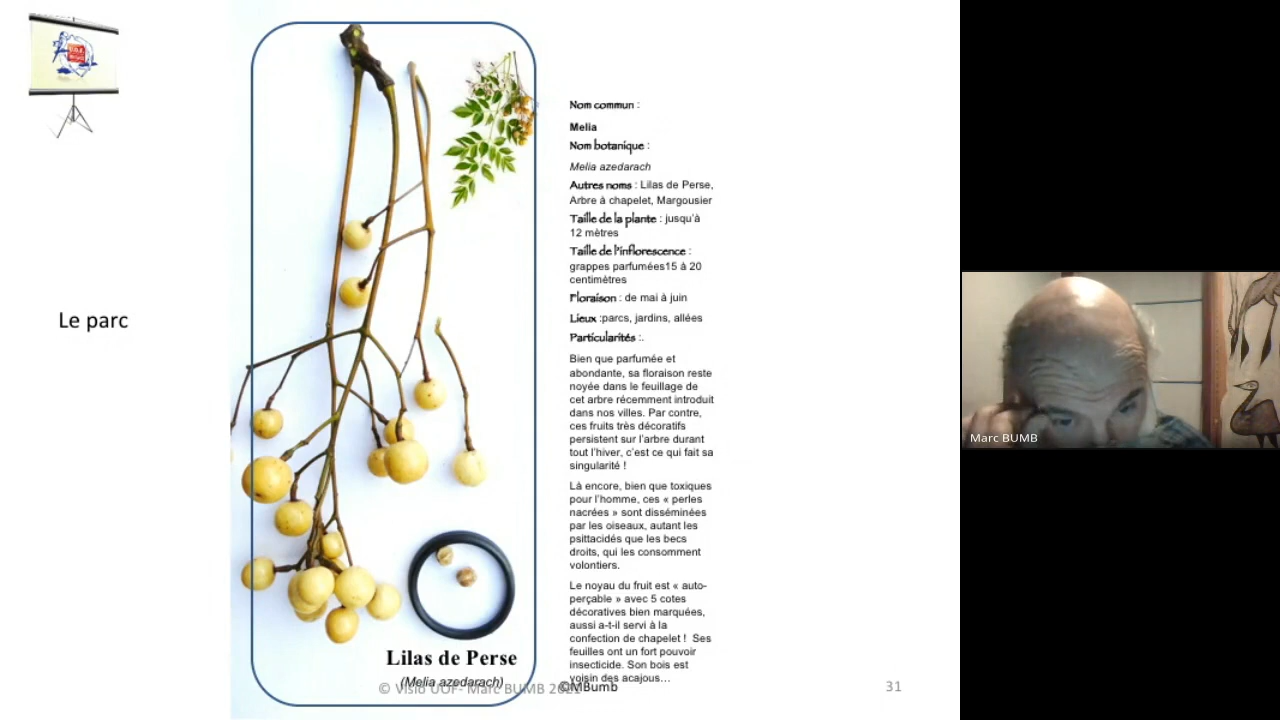 Le parc
Nom commun :
Melia
Nom botanique :
Melia azedarach
Autres noms : Lilas de Perse,
Arbre à chapelet, Margousier
Taille de la plante : jusqu'à
12 mètres
Taille de l'inflorescence :
grappes parfumées15 à 20
centimètres
Floraison : de mai à juin
Lieux :parcs, jardins, allées
Particularités :.
Bien que parfumée et
abondante, sa floraison reste
noyée dans le feuillage de
cet arbre récemment introduit
dans nos villes. Par contre,
ces fruits très décoratifs
persistent sur l'arbre durant
tout l'hiver, c'est ce qui fait sa
singularité !
Là encore, bien que toxiques
pour l'homme, ces « perles
nacrées » sont disséminées
par les oiseaux, autant les
psittacidés que les becs
droits, qui les consomment
volontiers.
Le noyau du fruit est « auto-
perçable » avec 5 cotes
décoratives bien marquées,
aussi a-t-il servi à la
confection de chapelet ! Ses
feuilles ont un fort pouvoir
insecticide. Son bois est
voisin des acajous...
Lilas de Perse
(Melia azedarach)
© Visio UOF- Marc BUMB
©MBumb
31
Marc BUMB